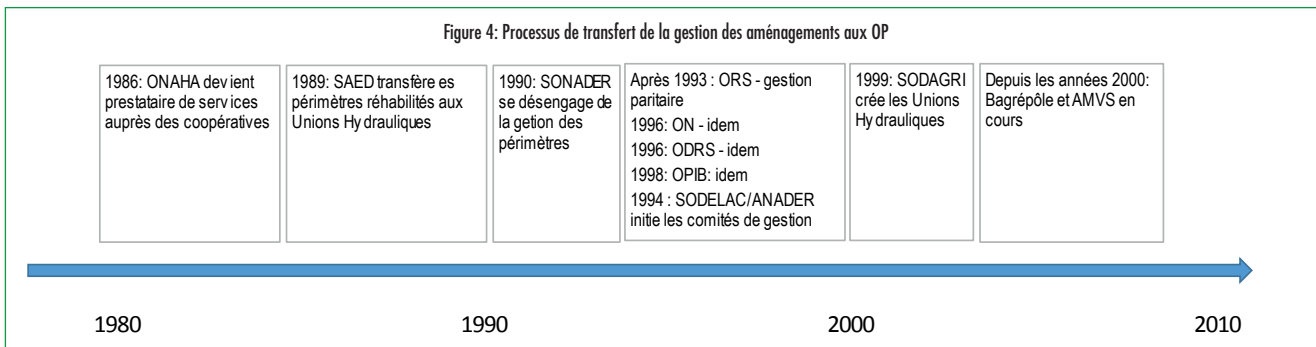 Figure 4: Processus de transfert de la gestion des aménagements aux OP
1986: ONAHA devient
prestataire de services
auprès des coopératives
1989: SAED transfère es
périmètres réhabilités aux
Unions Hydrauliques
1990: SONADER
se désengage de
la getion des
périmètres
Après 1993 : ORS - gestion
paritaire
1996: ON - idem
1996: ODRS - idem
1998: OPIB: idem
1994 : SODELAC/ANADER
initie les comités de gestion
1999: SODAGRI
crée les Unions
Hydrauliques
Depuis les années 2000:
Bagrépôle et AMVS en
cours
1980
1990
2000
2010